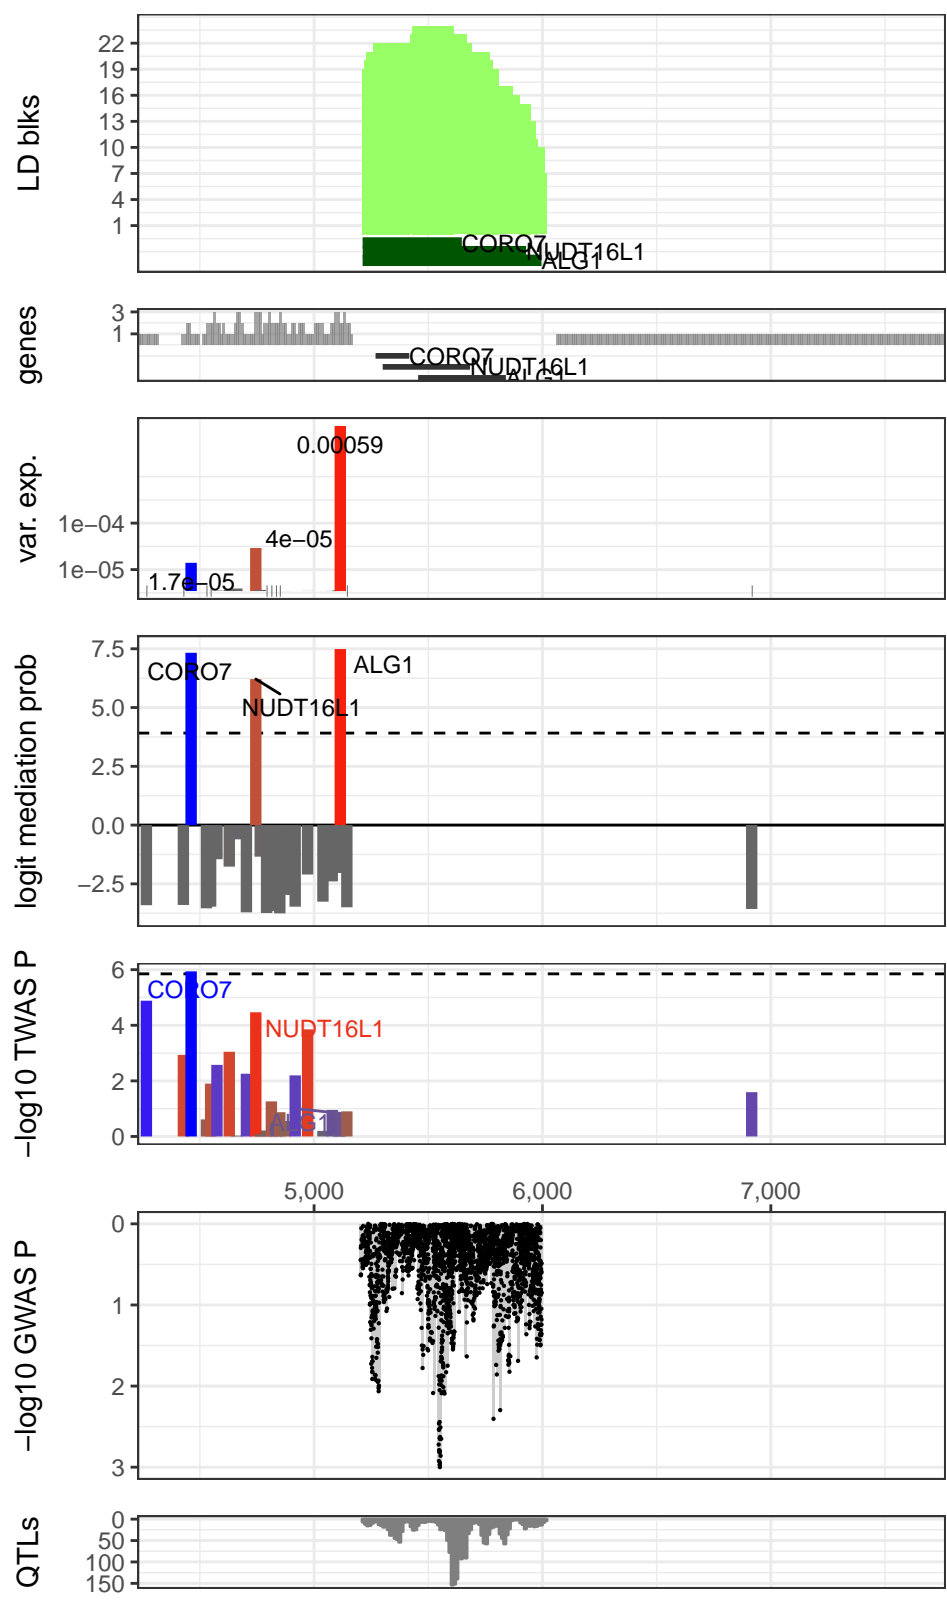 LD blks
22
19
16
13
10
7
4
1
CORO7
NUDT16L1
ALG1
genes
3
1
CORO7
NUDT16L1
ALG1
var. exp.
1e−04
1e−05
0.00059
4e−05
1.7e−05
logit mediation prob
7.5
5.0
2.5
0.0
−2.5
CORO7
NUDT16L1
ALG1
−log10 TWAS P
6
4
2
0
CORO7
NUDT16L1
ALG1
5,000 6,000 7,000
−log10 GWAS P
0
1
2
3
QTLs
0
50
100
150